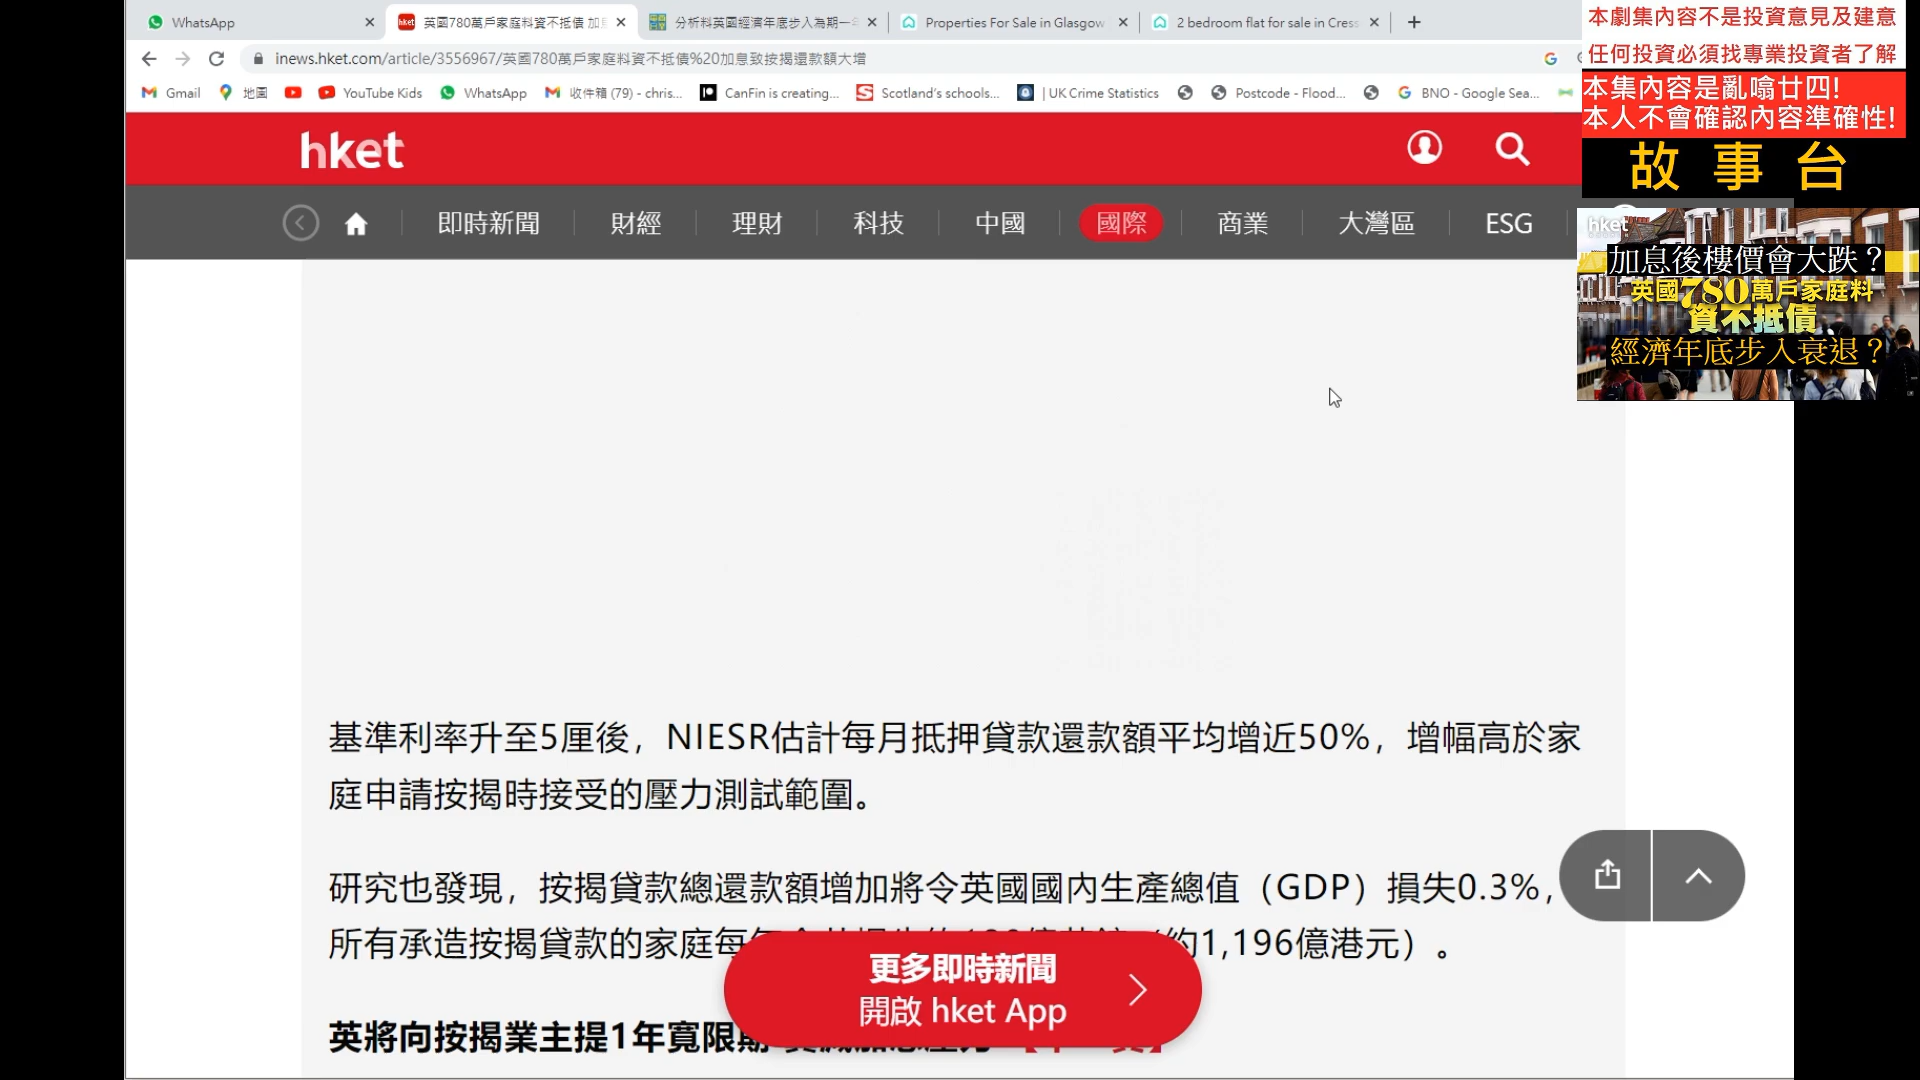 WhatsApp
英國780萬戶家庭料資不抵債 加
分析料英國經濟年底步入為期一
Properties For Sale in Glasgow
2 bedroom flat for sale in Cress
inews.hket.com/article/3556967/英國780萬戶家庭料資不抵債%20加息致按揭還款額大增
Gmail
地圖
YouTube Kids
WhatsApp
收件箱 (79) - chris...
CanFin is creating...
Scotland's schools...
| UK Crime Statistics
Postcode - Flood...
BNO - Google Sea...
本劇集內容不是投資意見及建意
任何投資必須找專業投資者了解
本集內容是亂噏廿四!
本人不會確認內容準確性!
故事台
hket
加息後樓價會大跌？
英國780萬戶家庭料
資不抵債
經濟年底步入衰退？
hket
即時新聞
財經
理財
科技
中國
國際
商業
大灣區
ESG
基準利率升至5厘後，NIESR估計每月抵押貸款還款額平均增近50%，增幅高於家
庭申請按揭時接受的壓力測試範圍。
研究也發現，按揭貸款總還款額增加將令英國國內生產總值（GDP）損失0.3%，
所有承造按揭貸款的家庭每 約1,196億港元）。
更多即時新聞
開啟 hket App
英將向按揭業主提1年寬限期